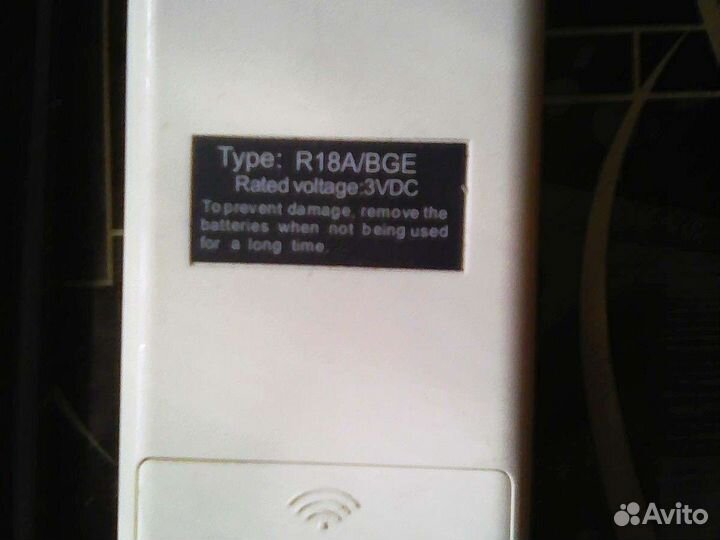 Type: R18A/BGE
Rated voltage:3VDC
To prevent damage, remove the
batteries when not being used
for a long time.
Avito